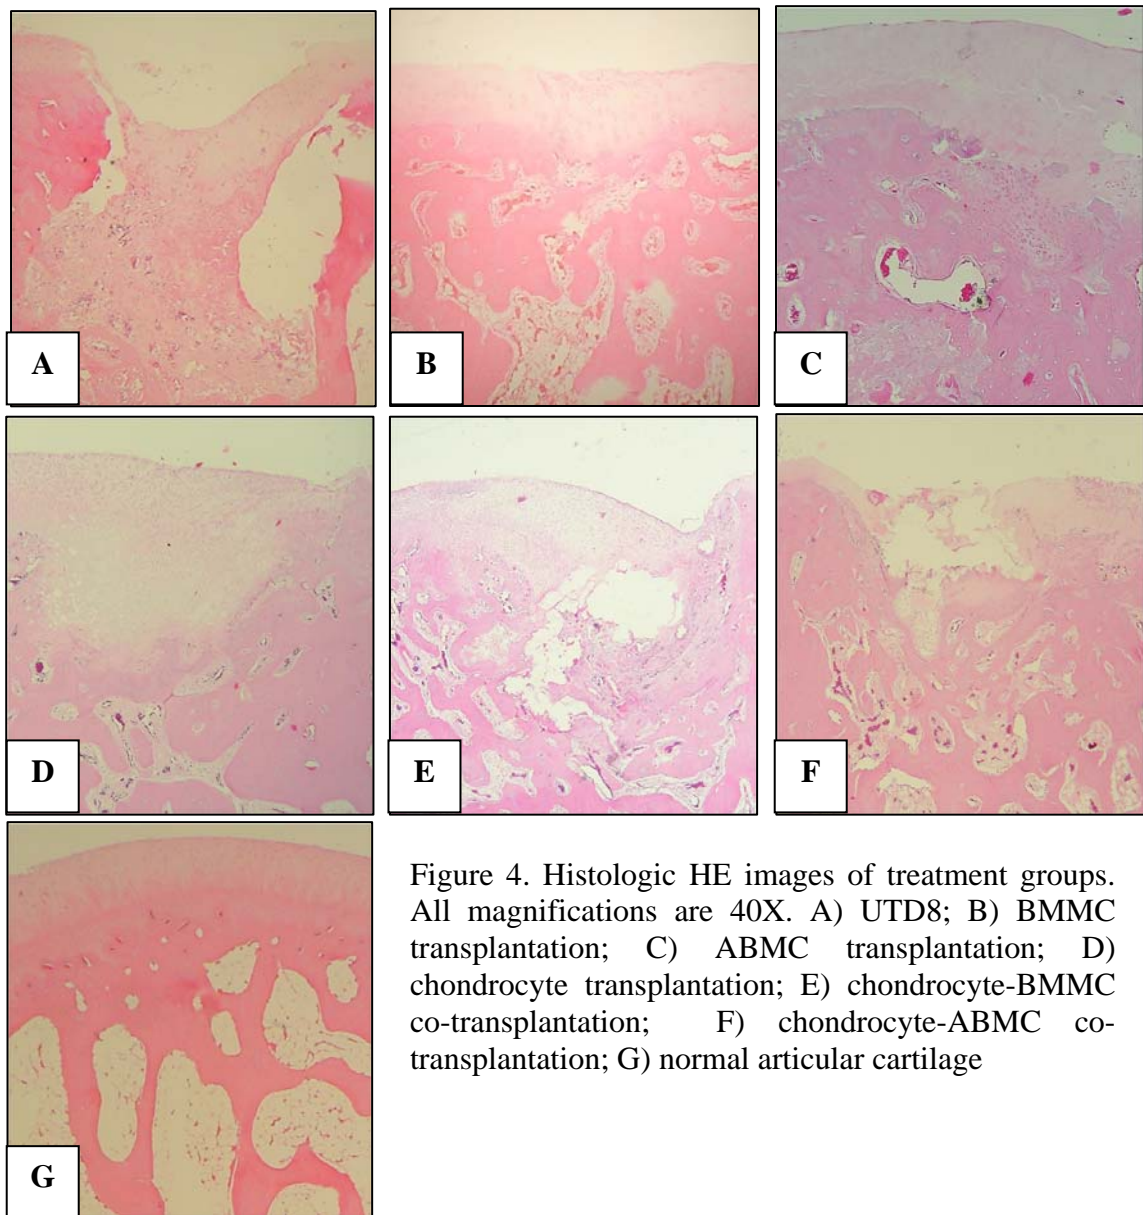 A
B
C
D
E
F
G
Figure 4. Histologic HE images of treatment groups.
All magnifications are 40X. A) UTD8; B) BMMC
transplantation; C) ABMC transplantation; D)
chondrocyte transplantation; E) chondrocyte-BMMC
co-transplantation; F) chondrocyte-ABMC co-
transplantation; G) normal articular cartilage